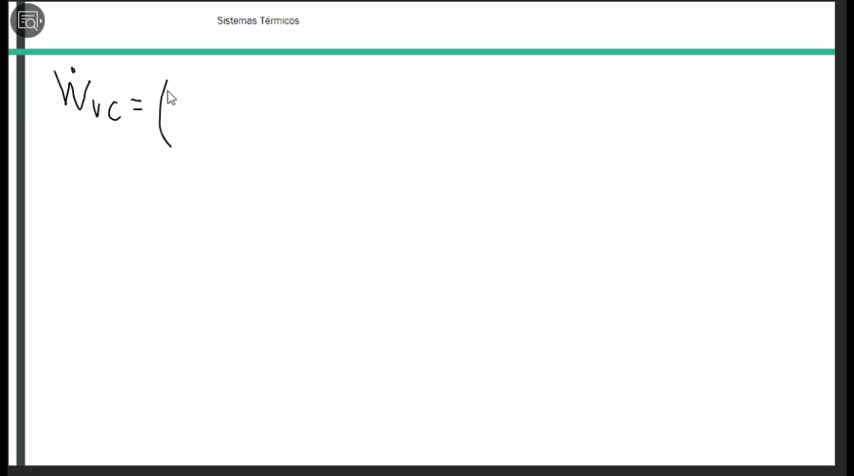 Sistemas Térmicos
Ẇvc = (